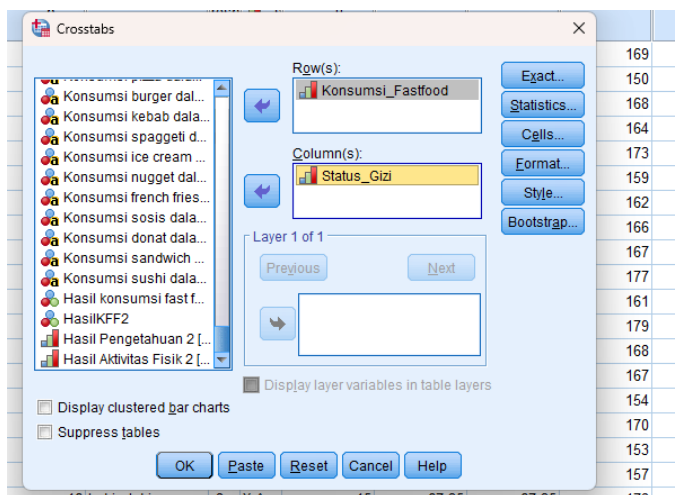 Crosstabs
Konsumsi burger dal...
Konsumsi kebab dala...
Konsumsi spaggeti d...
Konsumsi ice cream ...
Konsumsi nugget dal...
Konsumsi french fries...
Konsumsi sosis dala...
Konsumsi donat dala...
Konsumsi sandwich ...
Konsumsi sushi dala...
Hasil konsumsi fast f...
HasilKFF2
Hasil Pengetahuan 2 [...
Hasil Aktivitas Fisik 2 [...
Row(s):
Konsumsi_Fastfood
Column(s):
Status_Gizi
Layer 1 of 1
Previous
Next
Display layer variables in table layers
Exact...
Statistics...
Cells...
Format...
Style...
Bootstrap...
Display clustered bar charts
Suppress tables
OK
Paste
Reset
Cancel
Help
169
150
168
164
173
159
162
166
167
177
161
179
168
167
154
170
153
157